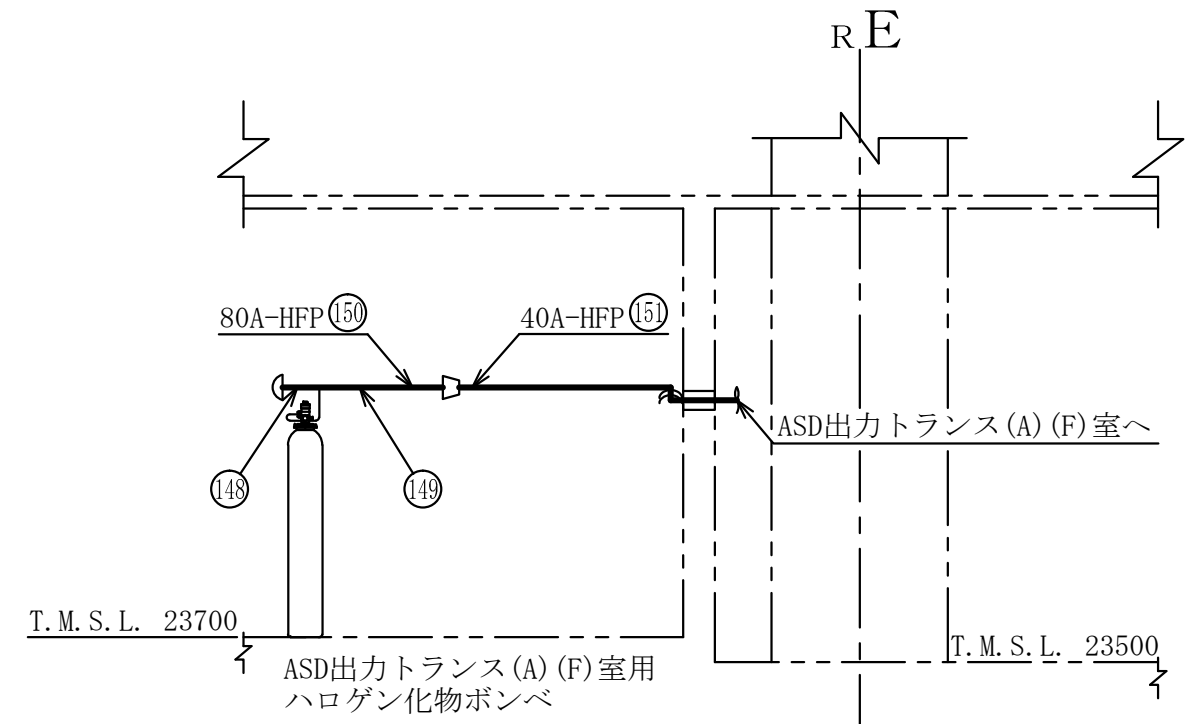 RE
80A-HFP 150
40A-HFP 151
ASD出力トランス(A)(F)室へ
148
149
T.M.S.L. 23700
T.M.S.L. 23500
ASD出力トランス(A)(F)室用
ハロゲン化物ボンベ